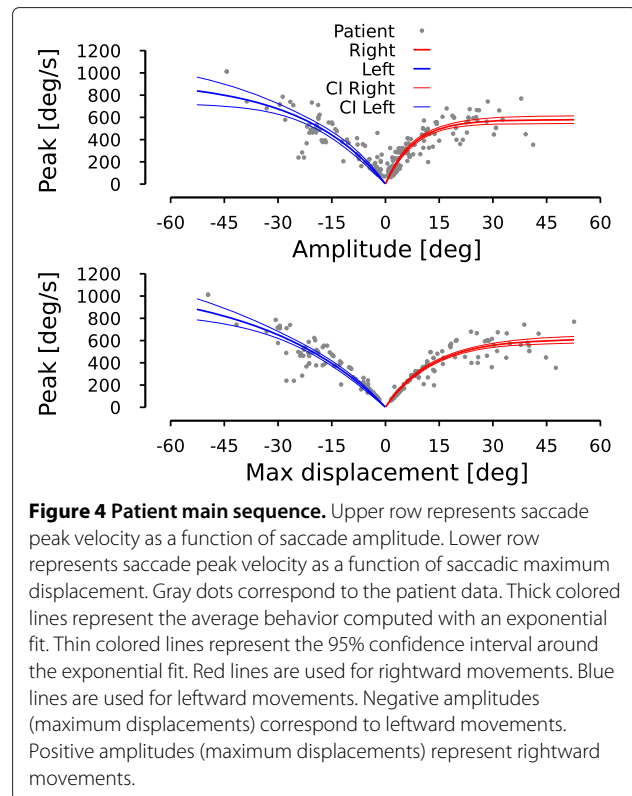 Patient
Right
Left
CI Right
CI Left
1200
1000
800
600
400
200
0
Peak [deg/s]
-60 -45 -30 -15 0 15 30 45 60
Amplitude [deg]
1200
1000
800
600
400
200
0
Peak [deg/s]
-60 -45 -30 -15 0 15 30 45 60
Max displacement [deg]
Figure 4 Patient main sequence. Upper row represents saccade
peak velocity as a function of saccade amplitude. Lower row
represents saccade peak velocity as a function of saccadic maximum
displacement. Gray dots correspond to the patient data. Thick colored
lines represent the average behavior computed with an exponential
fit. Thin colored lines represent the 95% confidence interval around
the exponential fit. Red lines are used for rightward movements. Blue
lines are used for leftward movements. Negative amplitudes
(maximum displacements) correspond to leftward movements.
Positive amplitudes (maximum displacements) represent rightward
movements.